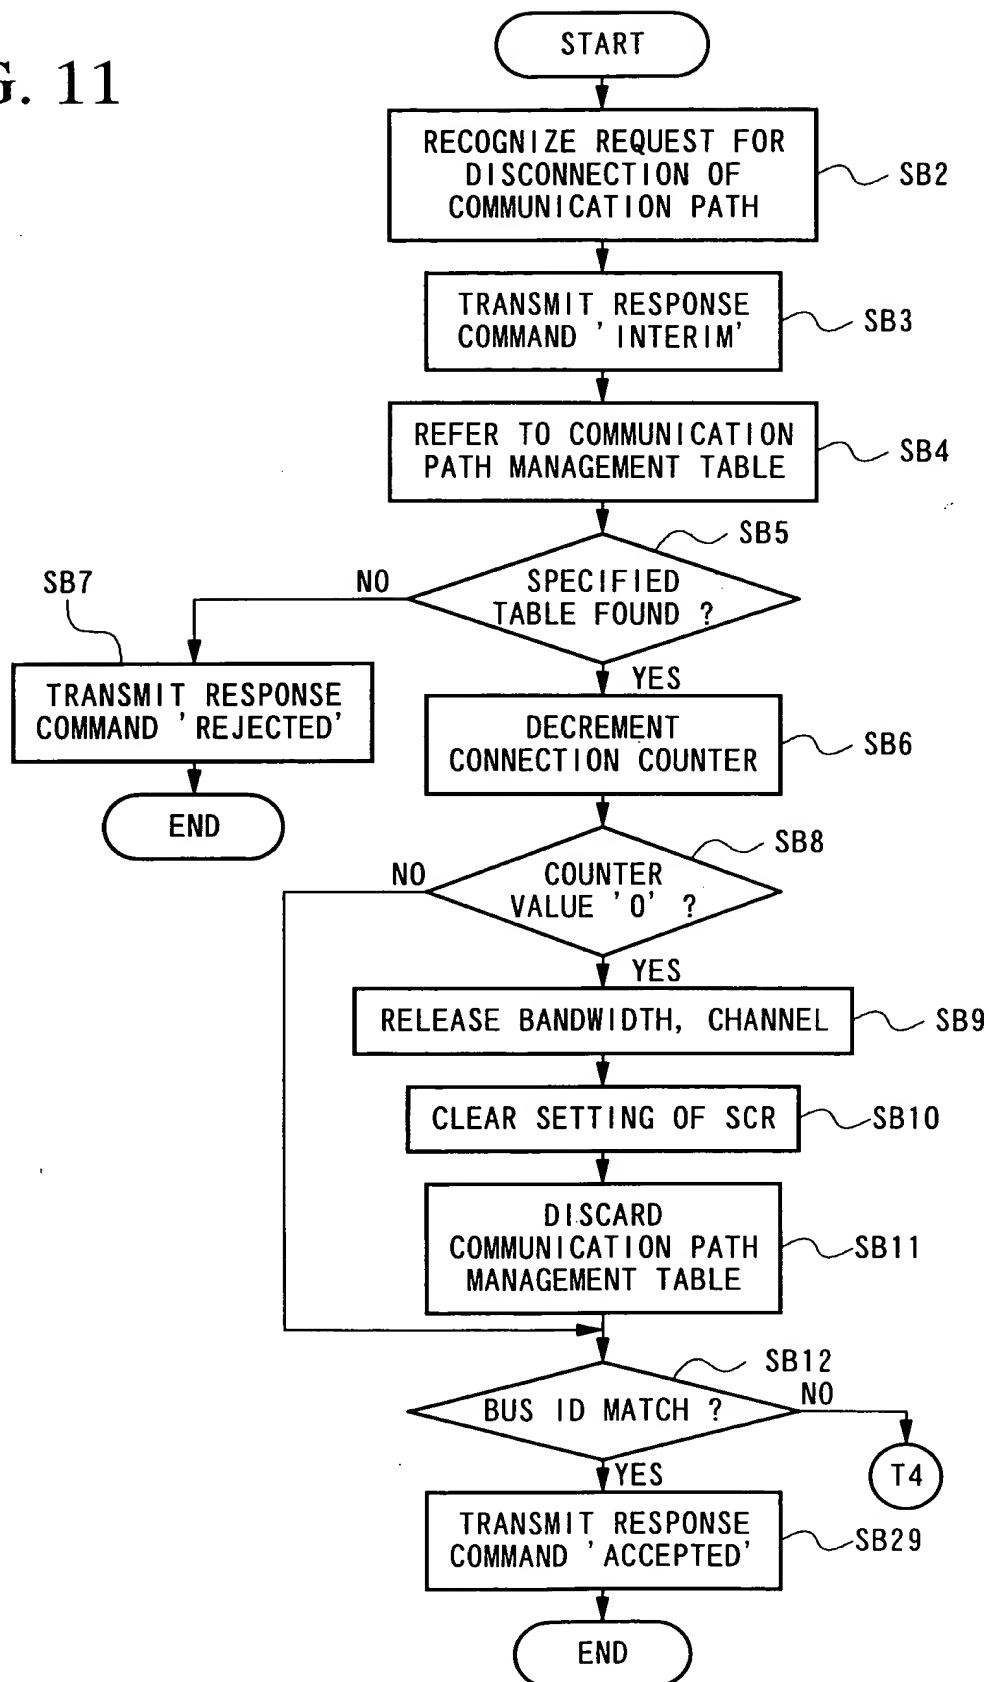 G. 11
START
RECOGNIZE REQUEST FOR
DISCONNECTION OF
COMMUNICATION PATH
SB2
TRANSMIT RESPONSE
COMMAND 'INTERIM'
SB3
REFER TO COMMUNICATION
PATH MANAGEMENT TABLE
SB4
SB5
SPECIFIED
TABLE FOUND ?
NO
SB7
TRANSMIT RESPONSE
COMMAND 'REJECTED'
END
YES
DECREMENT
CONNECTION COUNTER
SB6
SB8
COUNTER
VALUE '0' ?
NO
YES
RELEASE BANDWIDTH, CHANNEL
SB9
CLEAR SETTING OF SCR
SB10
DISCARD
COMMUNICATION PATH
MANAGEMENT TABLE
SB11
SB12
BUS ID MATCH ?
NO
T4
YES
TRANSMIT RESPONSE
COMMAND 'ACCEPTED'
SB29
END